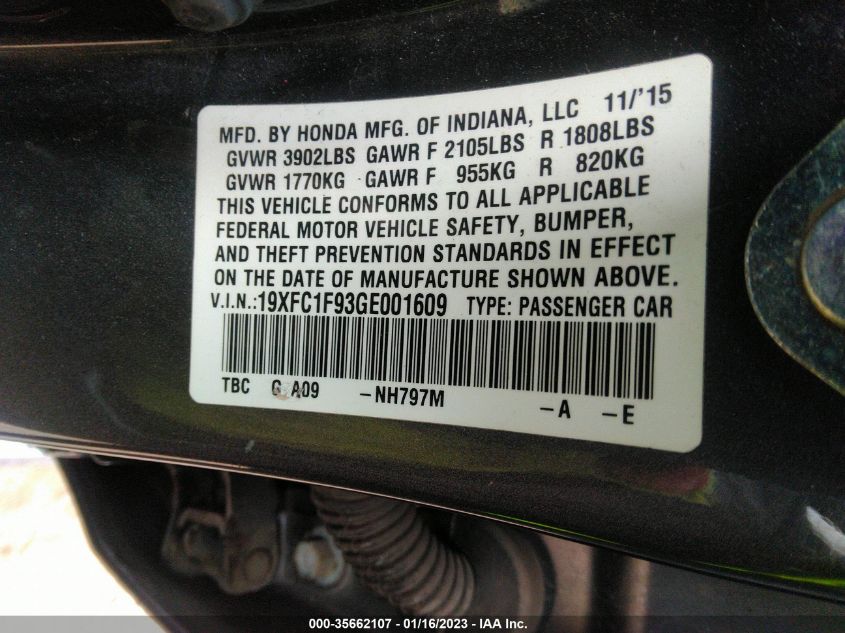 MFD. BY HONDA MFG. OF INDIANA, LLC 11/'15
GVWR 3902LBS GAWR F 2105LBS R 1808LBS
GVWR 1770KG GAWR F 955KG R 820KG
THIS VEHICLE CONFORMS TO ALL APPLICABLE
FEDERAL MOTOR VEHICLE SAFETY, BUMPER,
AND THEFT PREVENTION STANDARDS IN EFFECT
ON THE DATE OF MANUFACTURE SHOWN ABOVE.
V.I.N.:19XFC1F93GE001609 TYPE: PASSENGER CAR
TBC A09 -NH797M -A -E
000-35662107 - 01/16/2023 - IAA Inc.